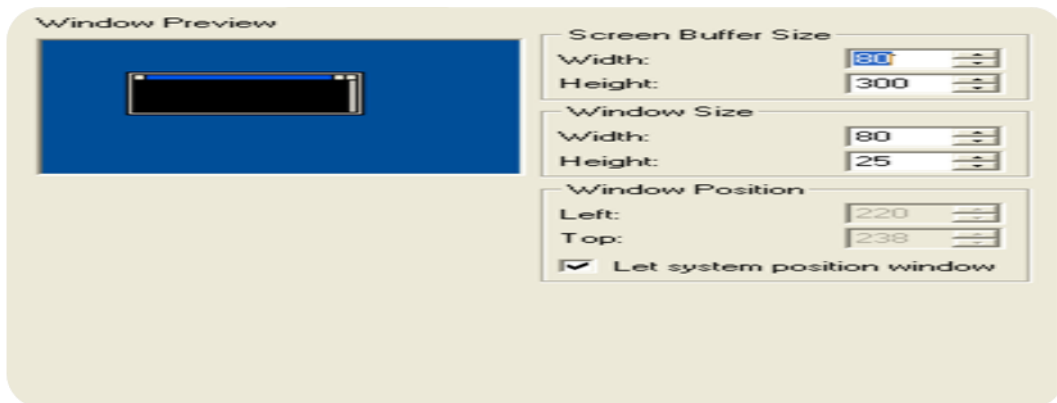 Window Preview
Screen Buffer Size
Width: 80
Height: 300
Window Size
Width: 80
Height: 25
Window Position
Left: 220
Top: 238
Let system position window